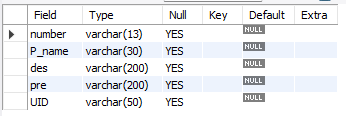 Field Type Null Key Default Extra
number varchar(13) YES NULL
P_name varchar(30) YES NULL
des varchar(200) YES NULL
pre varchar(200) YES NULL
UID varchar(50) YES NULL